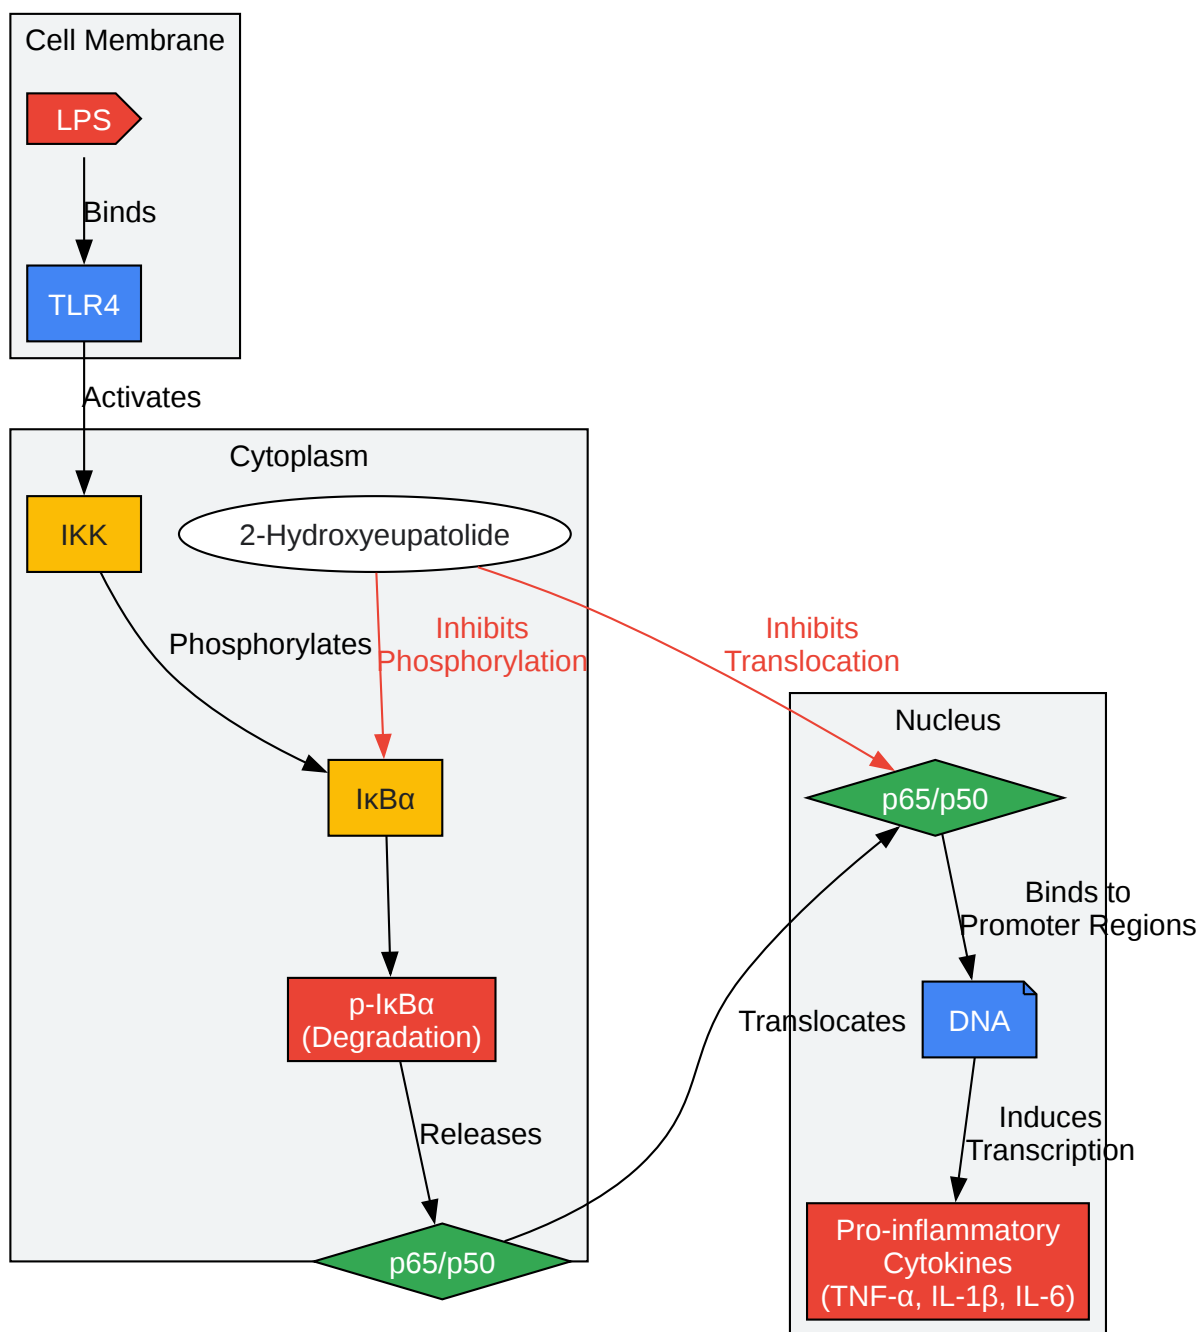 Cell Membrane
LPS
Binds
TLR4
Activates
Cytoplasm
IKK
2-Hydroxyeupatolide
Phosphorylates
Inhibits
Phosphorylation
Inhibits
Translocation
IκBα
p-IκBα
(Degradation)
Releases
p65/p50
Translocates
Nucleus
p65/p50
Binds to
Promoter Regions
DNA
Induces
Transcription
Pro-inflammatory
Cytokines
(TNF-α, IL-1β, IL-6)